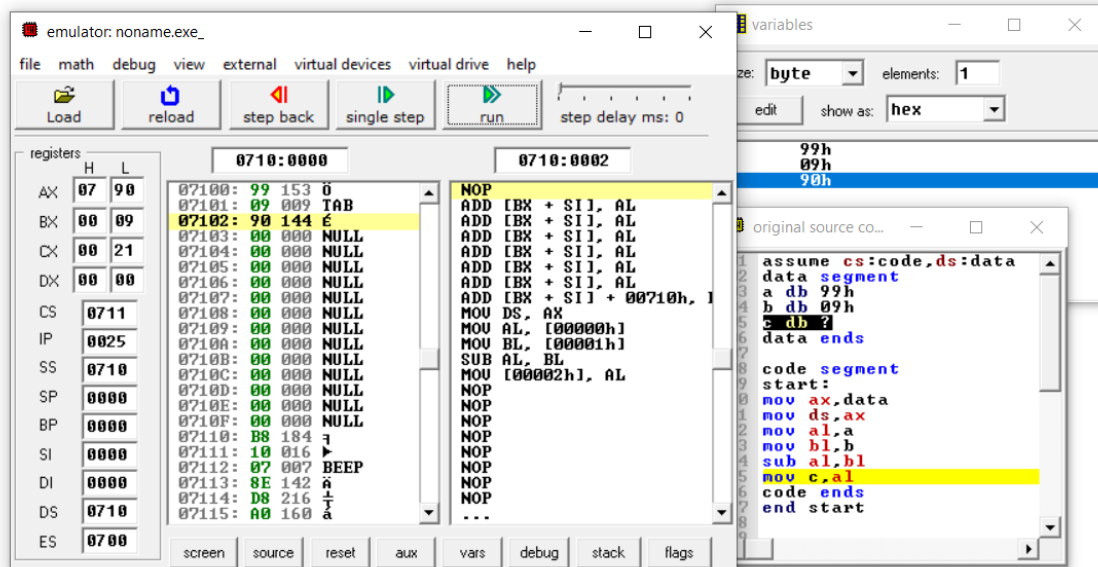 emulator: noname.exe_
file math debug view external virtual devices virtual drive help
Load reload step back single step run step delay ms: 0
registers
H L
AX 07 90
BX 00 09
CX 00 21
DX 00 00
CS 0711
IP 0025
SS 0710
SP 0000
BP 0000
SI 0000
DI 0000
DS 0710
ES 0700
0710:0000
07100: 99 153 Ö
07101: 09 009 TAB
07102: 90 144 É
07103: 00 000 NULL
07104: 00 000 NULL
07105: 00 000 NULL
07106: 00 000 NULL
07107: 00 000 NULL
07108: 00 000 NULL
07109: 00 000 NULL
0710A: 00 000 NULL
0710B: 00 000 NULL
0710C: 00 000 NULL
0710D: 00 000 NULL
0710E: 00 000 NULL
0710F: 00 000 NULL
07110: B8 184 ╕
07111: 10 016 ►
07112: 07 007 BEEP
07113: 8E 142 Ä
07114: D8 216 ╪
07115: A0 160 á
0710:0002
NOP
ADD [BX + SI], AL
ADD [BX + SI], AL
ADD [BX + SI], AL
ADD [BX + SI], AL
ADD [BX + SI], AL
ADD [BX + SI], AL
ADD [BX + SI] + 00710h,
MOV DS, AX
MOV AL, [00000h]
MOV BL, [00001h]
SUB AL, BL
MOV [00002h], AL
NOP
NOP
NOP
NOP
NOP
NOP
NOP
NOP
...
screen source reset aux vars debug stack flags
variables
ze: byte elements: 1
edit show as: hex
99h
09h
90h
original source co...
1 assume cs:code,ds:data
2 data segment
3 a db 99h
4 b db 09h
5 c db ?
6 data ends
7
8 code segment
9 start:
0 mov ax,data
1 mov ds,ax
2 mov al,a
3 mov bl,b
4 sub al,bl
5 mov c,al
6 code ends
7 end start
8